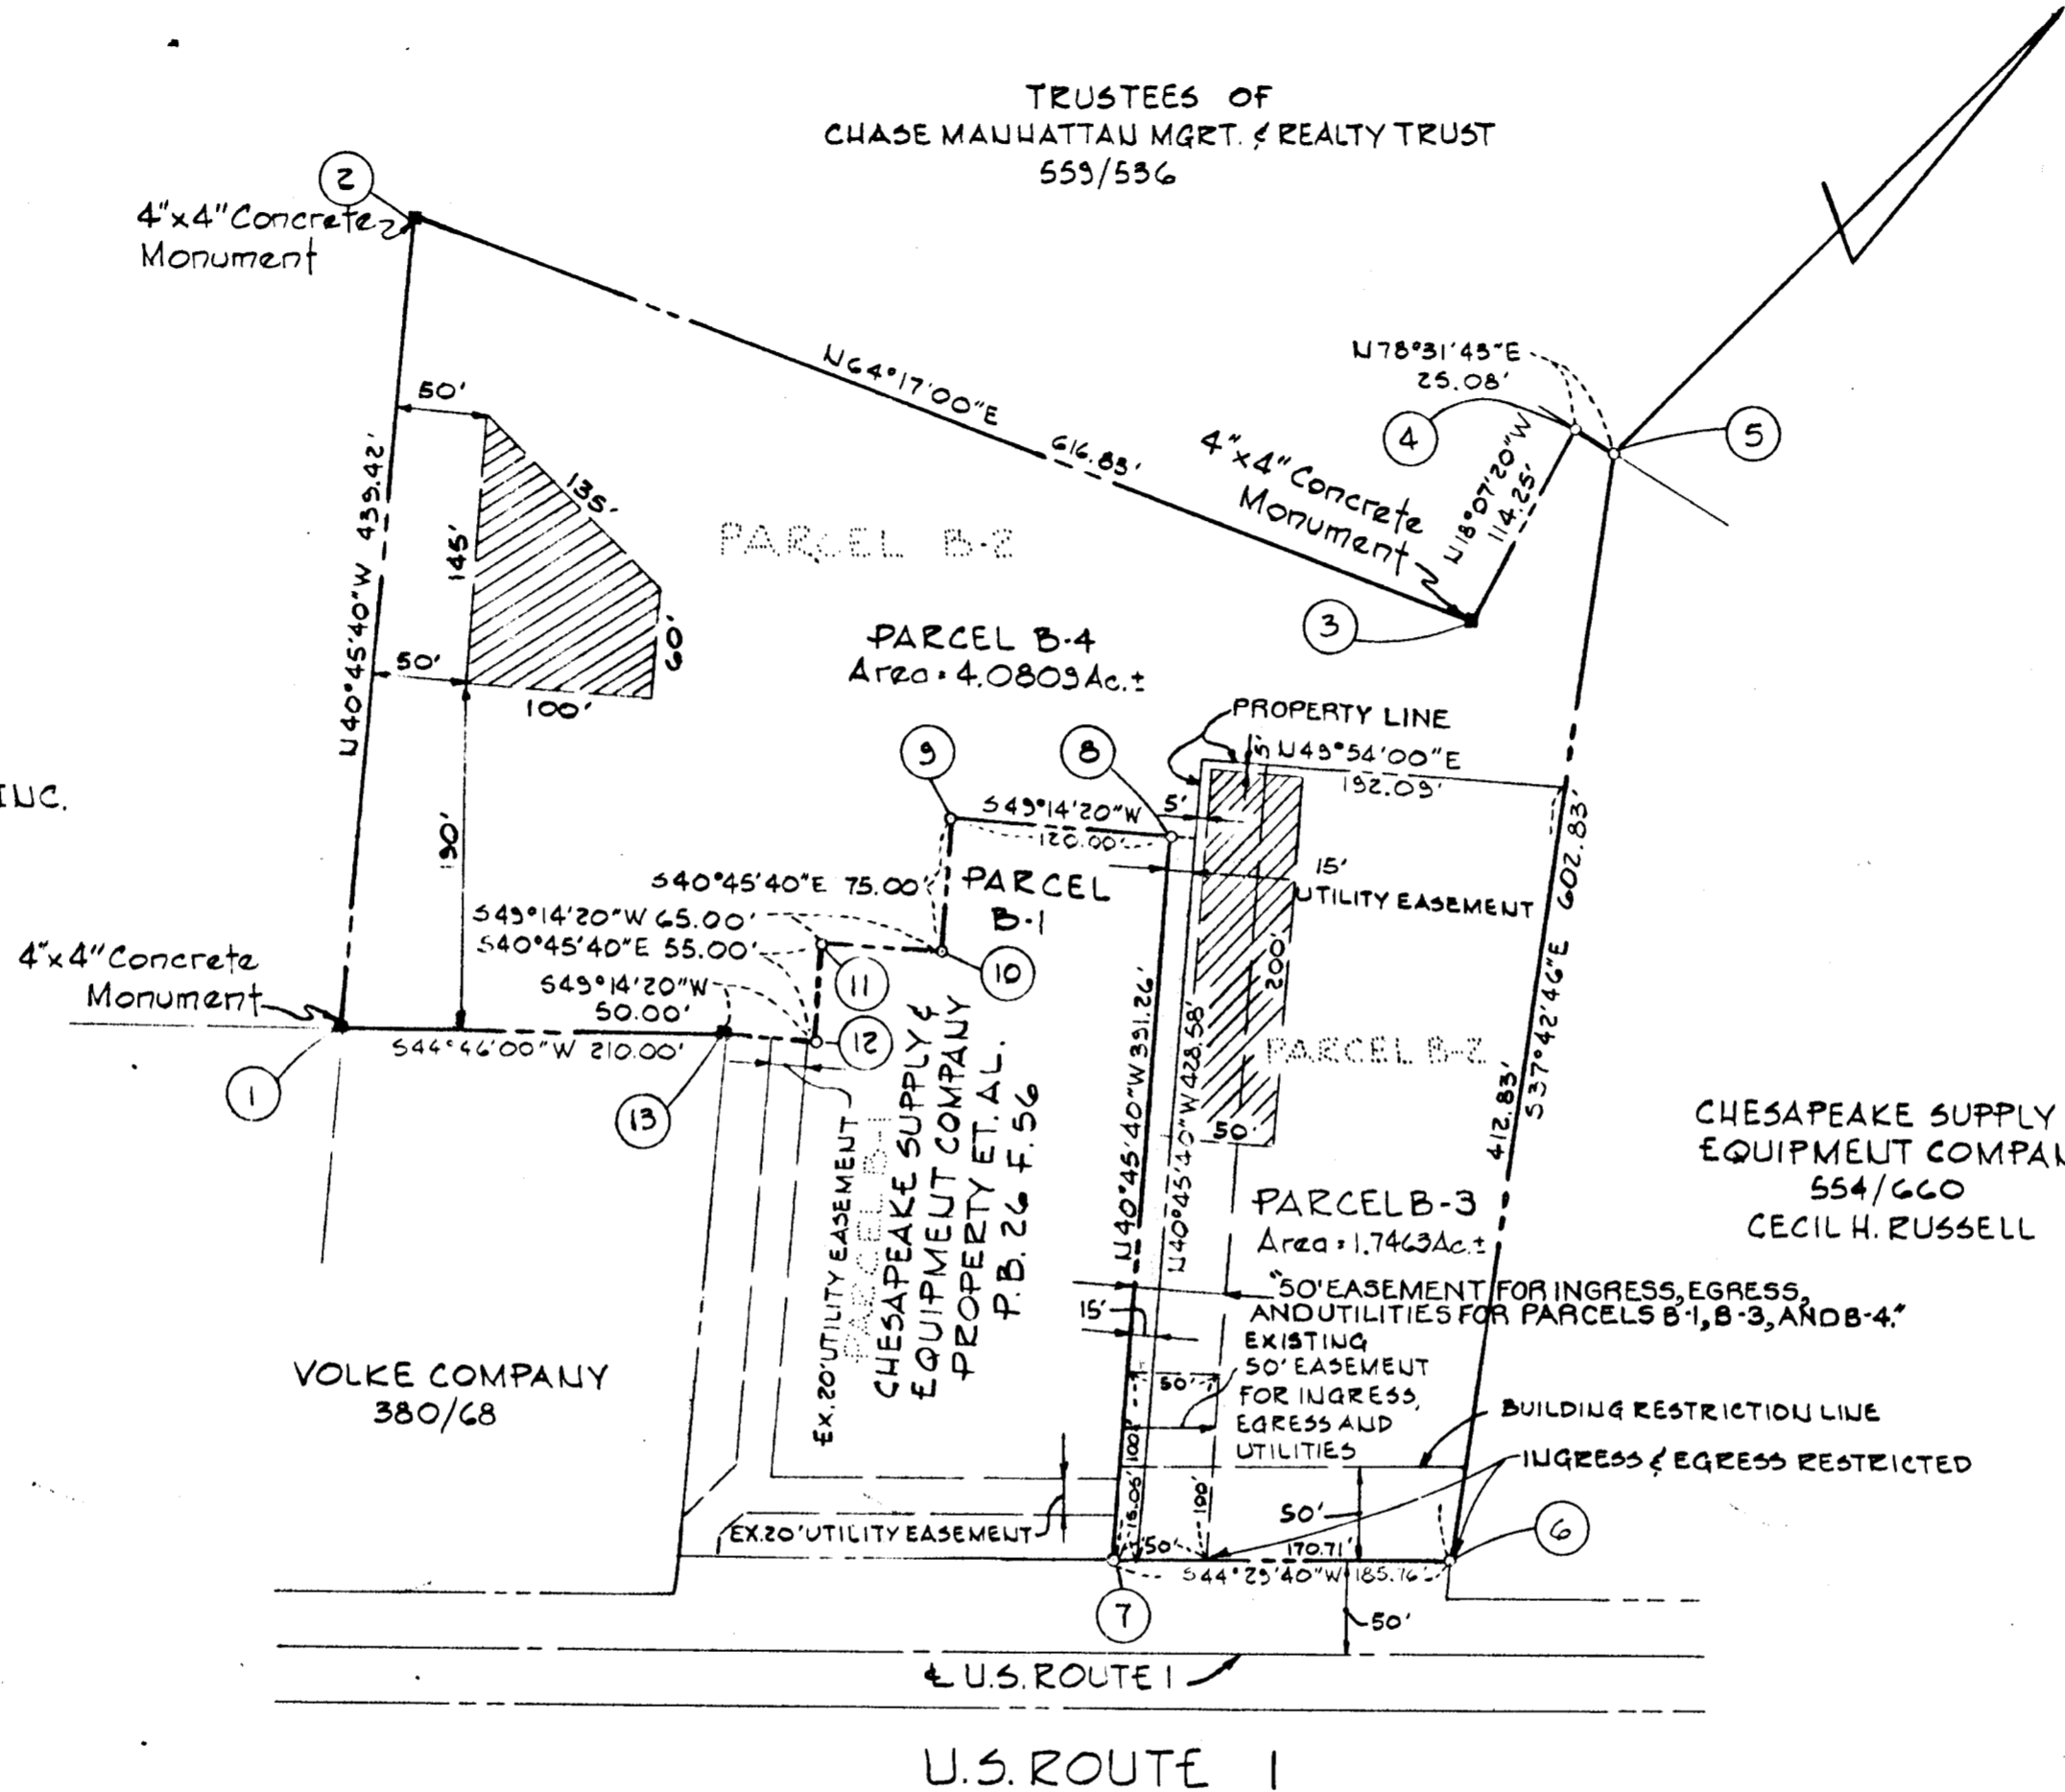 TRUSTEES OF
CHASE MANHATTAN MGRT. & REALTY TRUST
559/536
2
4"x4" Concrete
Monument
N64°17'00"E
616.83'
N78°31'43"E
25.08'
4
5
N18°07'20"W
114.25'
4"x4" Concrete
Monument
3
50'
135'
145'
60'
50'
100'
190'
N40°45'40"W 439.42'
PARCEL B-2
PARCEL B-4
Area = 4.0809 Ac.±
PROPERTY LINE
5'
N49°54'00"E
192.09'
9
8
S49°14'20"W
120.00'
5'
INC.
15'
UTILITY EASEMENT
S40°45'40"E 75.00'
PARCEL
B-1
S49°14'20"W 65.00'
S40°45'40"E 55.00'
S49°14'20"W
50.00'
11
10
12
4"x4" Concrete
Monument
S44°46'00"W 210.00'
1
13
200'
50'
PARCEL B-2
S37°42'46"E 602.83'
412.83'
N40°45'40"W 391.26'
N40°45'40"W 428.58'
EX. 20' UTILITY EASEMENT
PARCEL B-1
CHESAPEAKE SUPPLY &
EQUIPMENT COMPANY
PROPERTY ET. AL.
P.B. 26 F. 56
CHESAPEAKE SUPPLY
EQUIPMENT COMPAN
554/660
CECIL H. RUSSELL
PARCEL B-3
Area = 1.7463 Ac.±
"50' EASEMENT FOR INGRESS, EGRESS,
AND UTILITIES FOR PARCELS B-1, B-3, AND B-4."
15'
EXISTING
50' EASEMENT
FOR INGRESS,
EGRESS AND
UTILITIES
50'
100'
15.05'
100'
VOLKE COMPANY
380/68
BUILDING RESTRICTION LINE
INGRESS & EGRESS RESTRICTED
50'
EX. 20' UTILITY EASEMENT
50'
170.71'
6
S44°29'40"W 185.76'
7
50'
℄ U.S. ROUTE 1
U.S. ROUTE 1